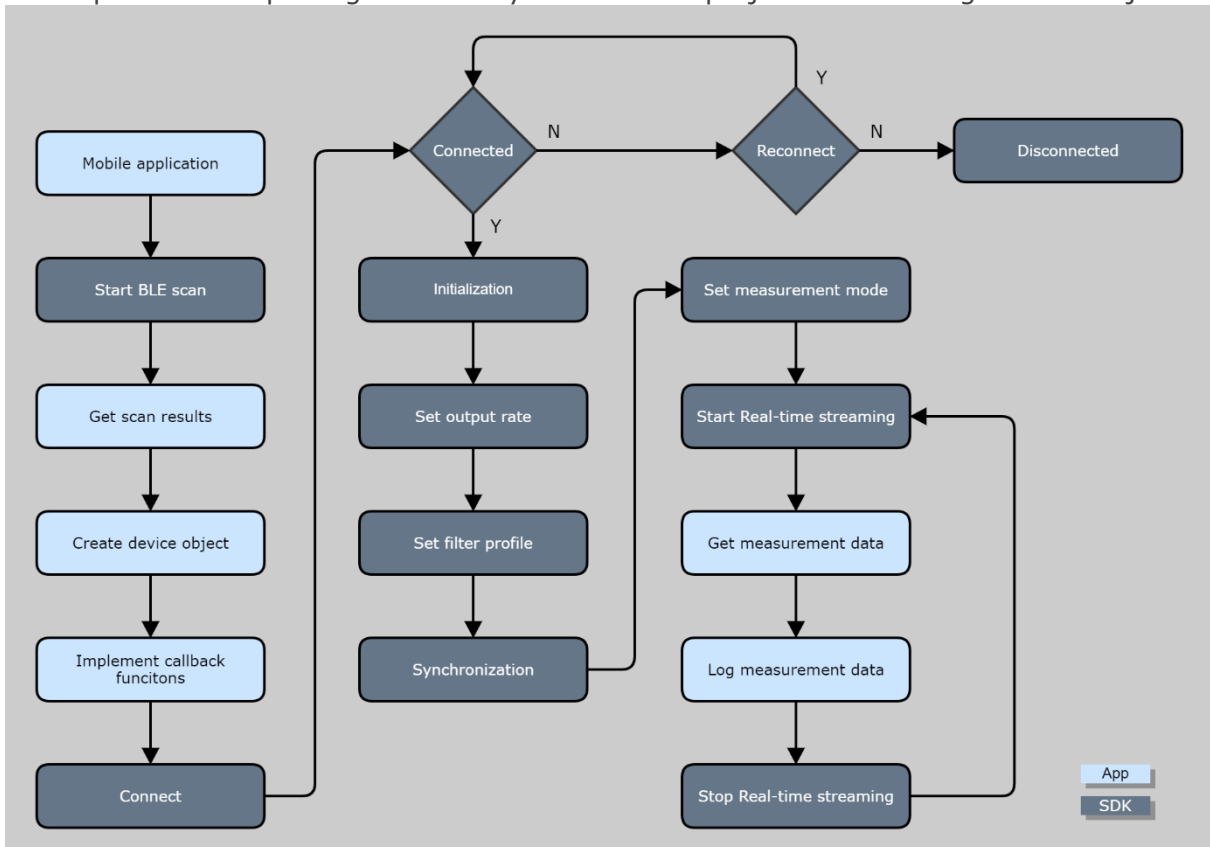 Mobile application
Start BLE scan
Get scan results
Create device object
Implement callback
funcitons
Connect
Connected
Y
N
Reconnect
Y
N
Disconnected
Initialization
Set output rate
Set filter profile
Synchronization
Set measurement mode
Start Real-time streaming
Get measurement data
Log measurement data
Stop Real-time streaming
App
SDK